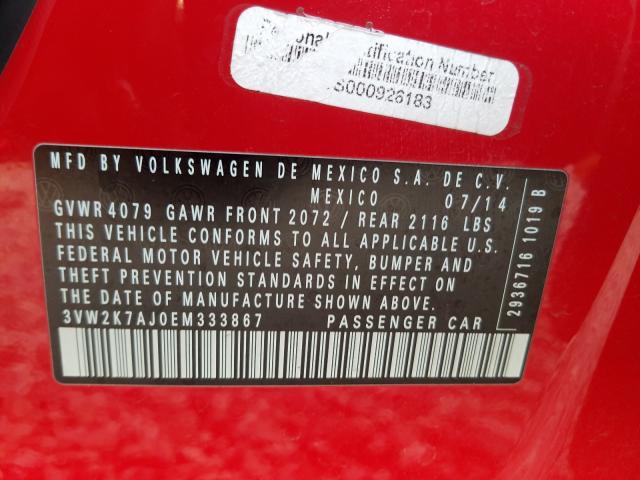 Number
S000926183
MFD BY VOLKSWAGEN DE MEXICO S.A. DE C.V.
MEXICO 07/14
GVWR 4079 GAWR FRONT 2072 / REAR 2116 LBS
THIS VEHICLE CONFORMS TO ALL APPLICABLE U.S.
FEDERAL MOTOR VEHICLE SAFETY, BUMPER AND
THEFT PREVENTION STANDARDS IN EFFECT ON
THE DATE OF MANUFACTURE SHOWN ABOVE.
3VW2K7AJ0EM333867 PASSENGER CAR
2936716 1019 B